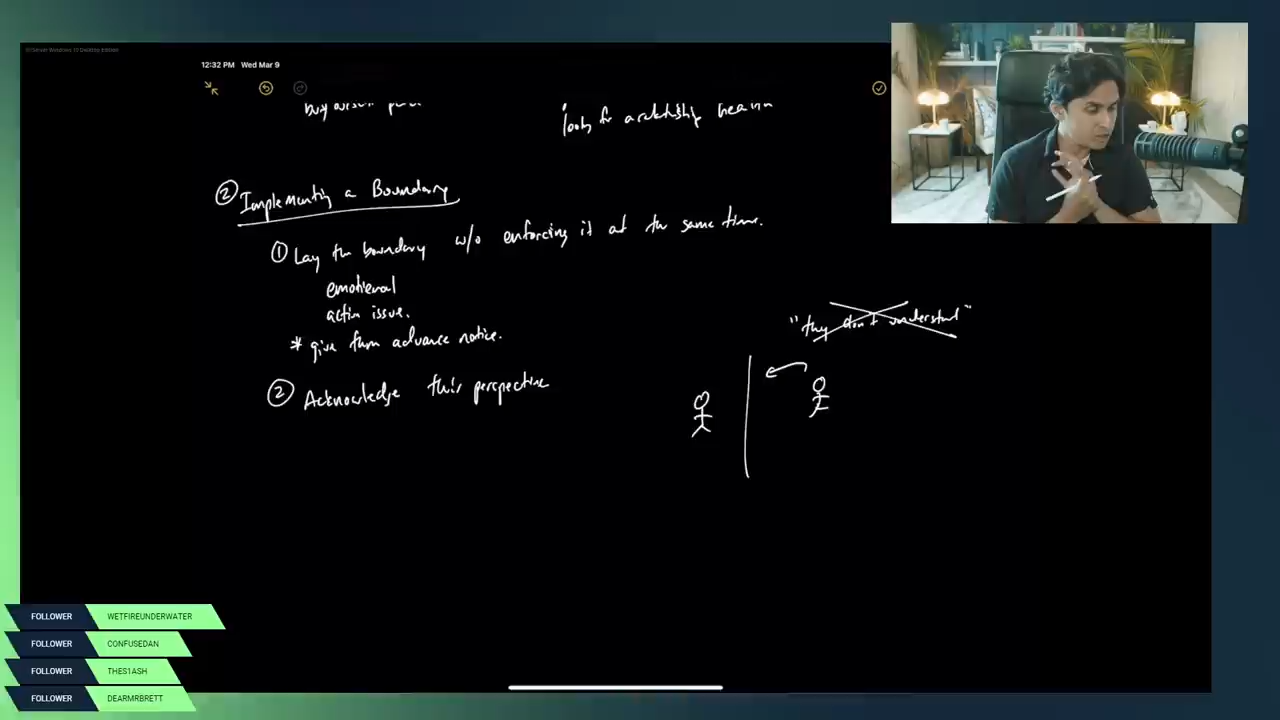 12:32 PM Wed Mar 9
looks for a relationship
② Implementing a Boundary
① Lay the boundary w/o enforcing it at the same time.
emotional
action issue.
* give them advance notice.
"they don't understand"
② Acknowledge their perspective
FOLLOWER WETFIREUNDERWATER
FOLLOWER CONFUSEDAN
FOLLOWER THES1ASH
FOLLOWER DEARMRBRETT